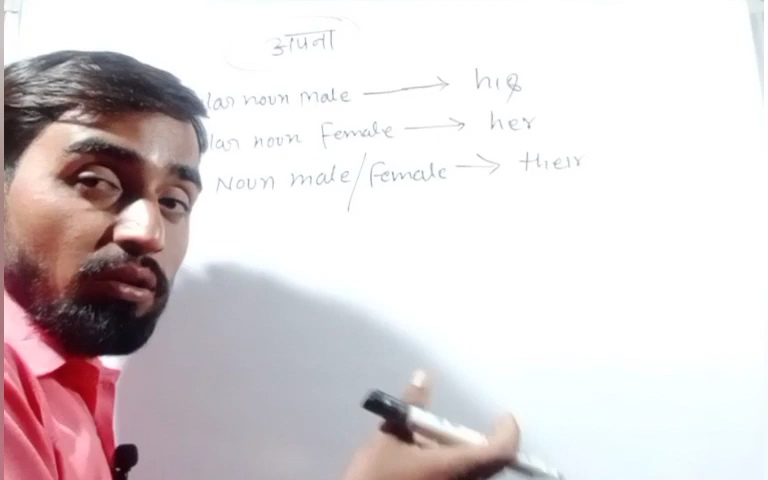 अपना
lar noun male → his
lar noun Female → her
Noun male/Female → their